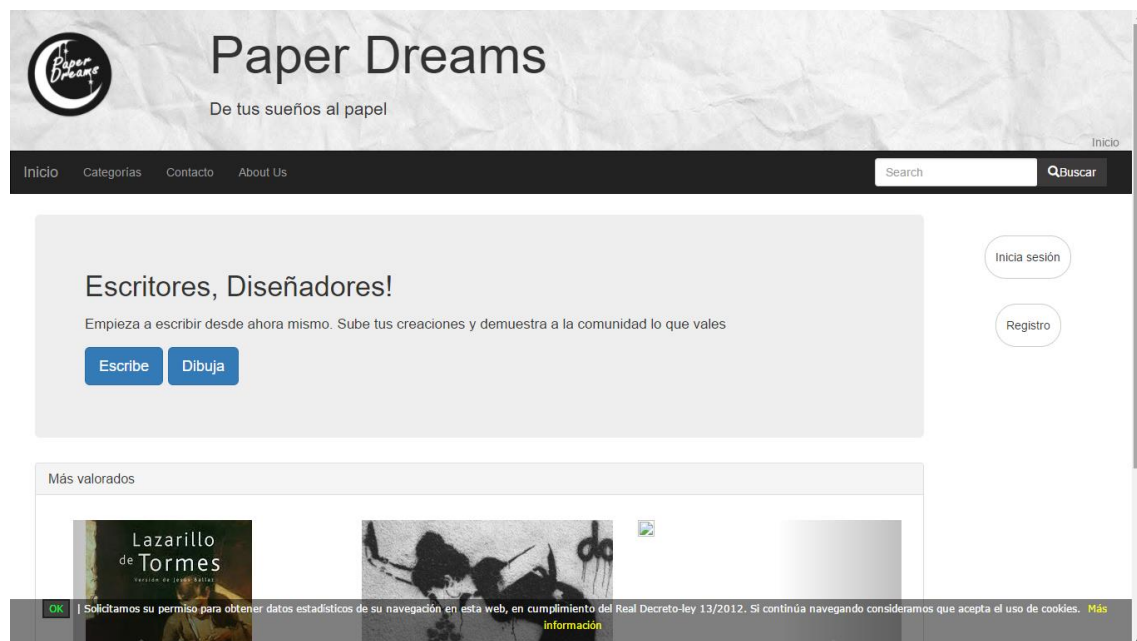 Paper
Dreams
Paper Dreams
De tus sueños al papel
Inicio
Inicio Categorías Contacto About Us Search Buscar
Inicia sesión
Registro
Escritores, Diseñadores!
Empieza a escribir desde ahora mismo. Sube tus creaciones y demuestra a la comunidad lo que vales
Escribe Dibuja
Más valorados
Lazarillo
de Tormes
do
OK | Solicitamos su permiso para obtener datos estadísticos de su navegación en esta web, en cumplimiento del Real Decreto-ley 13/2012. Si continúa navegando consideramos que acepta el uso de cookies. Más
información